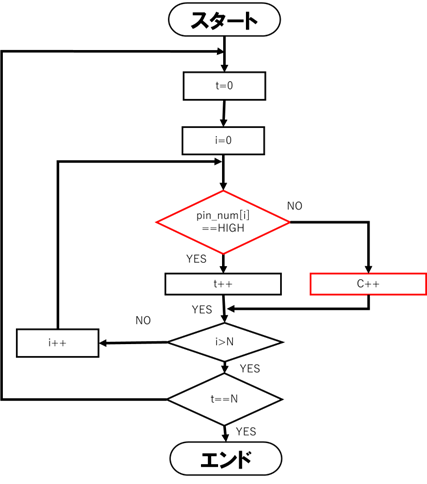 スタート
t=0
i=0
pin_num[i]
==HIGH
NO
YES
t++
C++
YES
NO
i++
i>N
YES
t==N
YES
エンド